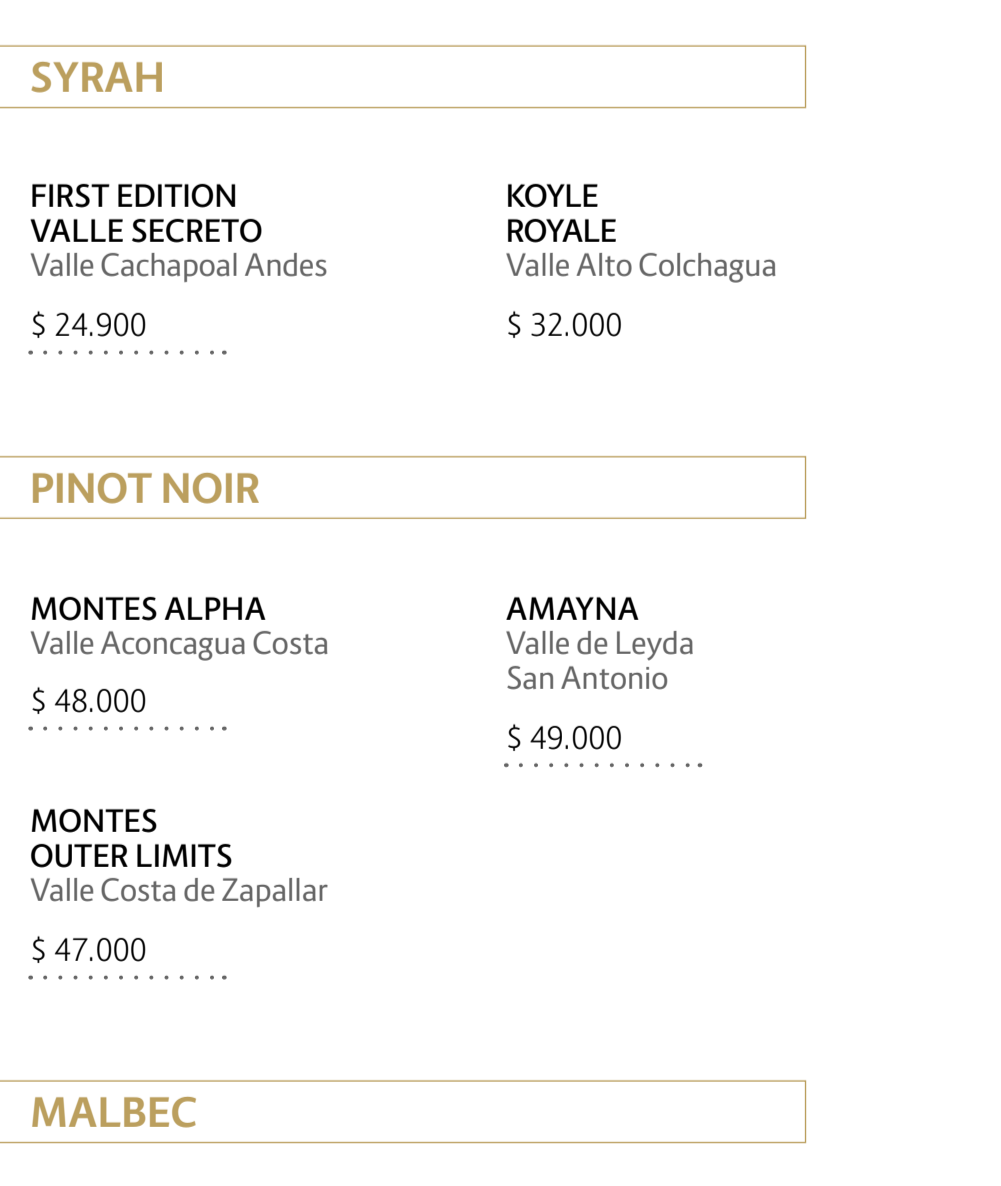 SYRAH
FIRST EDITION
VALLE SECRETO
Valle Cachapoal Andes
$ 24.900
KOYLE
ROYALE
Valle Alto Colchagua
$ 32.000
PINOT NOIR
MONTES ALPHA
Valle Aconcagua Costa
$ 48.000
AMAYNA
Valle de Leyda
San Antonio
$ 49.000
MONTES
OUTER LIMITS
Valle Costa de Zapallar
$ 47.000
MALBEC